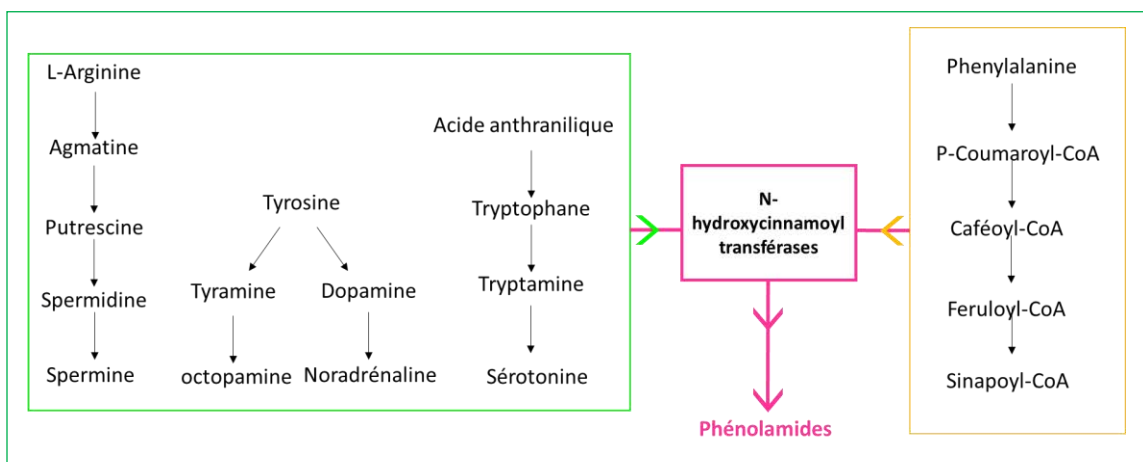 L-Arginine
Agmatine
Putrescine
Spermidine
Spermine
Tyrosine
Tyramine
Dopamine
octopamine
Noradrénaline
Acide anthranilique
Tryptophane
Tryptamine
Sérotonine
N-
hydroxycinnamoyl
transférases
Phénolamides
Phenylalanine
P-Coumaroyl-CoA
Caféoyl-CoA
Feruloyl-CoA
Sinapoyl-CoA